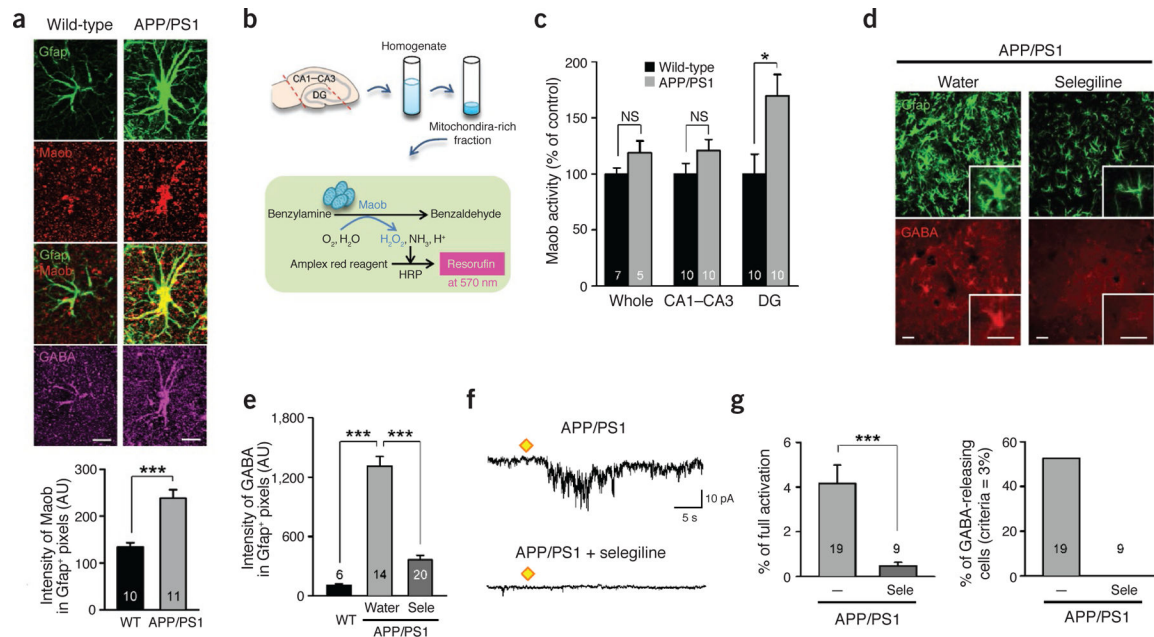 a
Wild-type APP/PS1
Gfap
Maob
Gfap
Maob
GABA
Intensity of Maob
in Gfap⁺ pixels (AU)
300
200
100
0
***
10
11
WT APP/PS1
b
CA1–CA3
DG
Homogenate
Mitochondira-rich
fraction
Maob
Benzylamine
Benzaldehyde
O₂, H₂O
H₂O₂, NH₃, H⁺
Amplex red reagent
HRP
Resorufin
at 570 nm
c
Maob activity (% of control)
200
150
100
50
0
Wild-type
APP/PS1
NS
NS
*
7
5
10
10
10
10
Whole CA1–CA3 DG
d
APP/PS1
Water Selegiline
Gfap
GABA
e
Intensity of GABA
in Gfap⁺ pixels (AU)
1,800
1,200
600
0
*** ***
6
14
20
WT
Water Sele
APP/PS1
f
APP/PS1
10 pA
5 s
APP/PS1 + selegiline
g
% of full activation
6
4
2
0
***
19
9
– Sele
APP/PS1
% of GABA-releasing
cells (criteria = 3%)
60
40
20
0
19
9
– Sele
APP/PS1